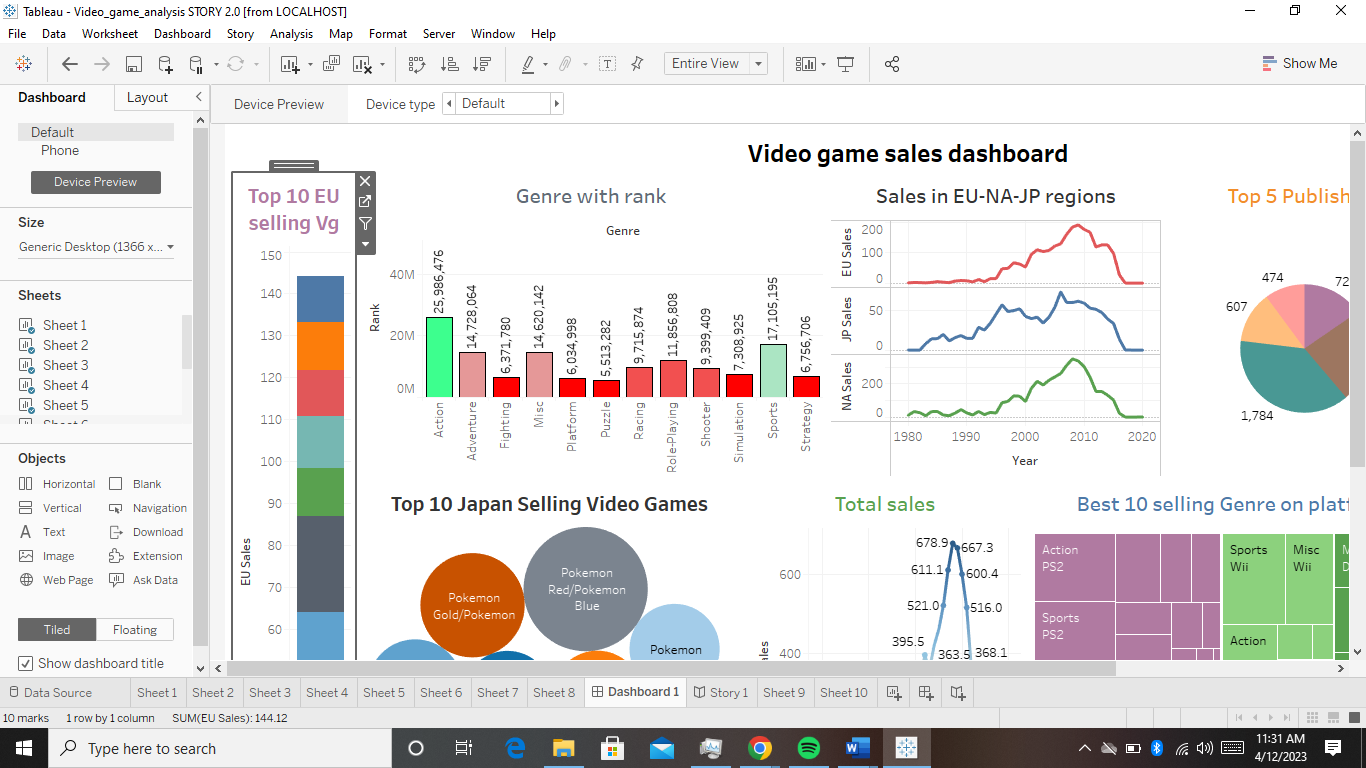 Tableau - Video_game_analysis STORY 2.0 [from LOCALHOST]
File Data Worksheet Dashboard Story Analysis Map Format Server Window Help
Entire View
Show Me
Dashboard Layout
Device Preview Device type Default
Default
Phone
Device Preview
Size
Generic Desktop (1366 x...
Sheets
Sheet 1
Sheet 2
Sheet 3
Sheet 4
Sheet 5
Objects
Horizontal Blank
Vertical Navigation
Text Download
Image Extension
Web Page Ask Data
Tiled Floating
Show dashboard title
Video game sales dashboard
Top 10 EU
selling Vg
150
140
130
120
110
100
90
80
70
60
EU Sales
Genre with rank
Genre
Rank
40M
20M
0M
25,986,476
14,728,064
6,371,780
14,620,142
6,034,998
5,513,282
9,715,874
11,856,808
9,399,409
7,308,925
17,105,195
6,756,706
Action
Adventure
Fighting
Misc
Platform
Puzzle
Racing
Role-Playing
Shooter
Simulation
Sports
Strategy
Sales in EU-NA-JP regions
EU Sales
200
100
0
JP Sales
50
0
NA Sales
200
0
1980 1990 2000 2010 2020
Year
Top 5 Publish
474
72
607
1,784
Top 10 Japan Selling Video Games
Pokemon
Gold/Pokemon
Pokemon
Red/Pokemon
Blue
Pokemon
Total sales
600
400
678.9
667.3
611.1
600.4
521.0
516.0
395.5
363.5
368.1
ales
Best 10 selling Genre on platf
Action
PS2
Sports
PS2
Sports
Wii
Misc
Wii
Action
M
D
Data Source Sheet 1 Sheet 2 Sheet 3 Sheet 4 Sheet 5 Sheet 6 Sheet 7 Sheet 8 Dashboard 1 Story 1 Sheet 9 Sheet 10
10 marks 1 row by 1 column SUM(EU Sales): 144.12
Type here to search
11:31 AM
4/12/2023